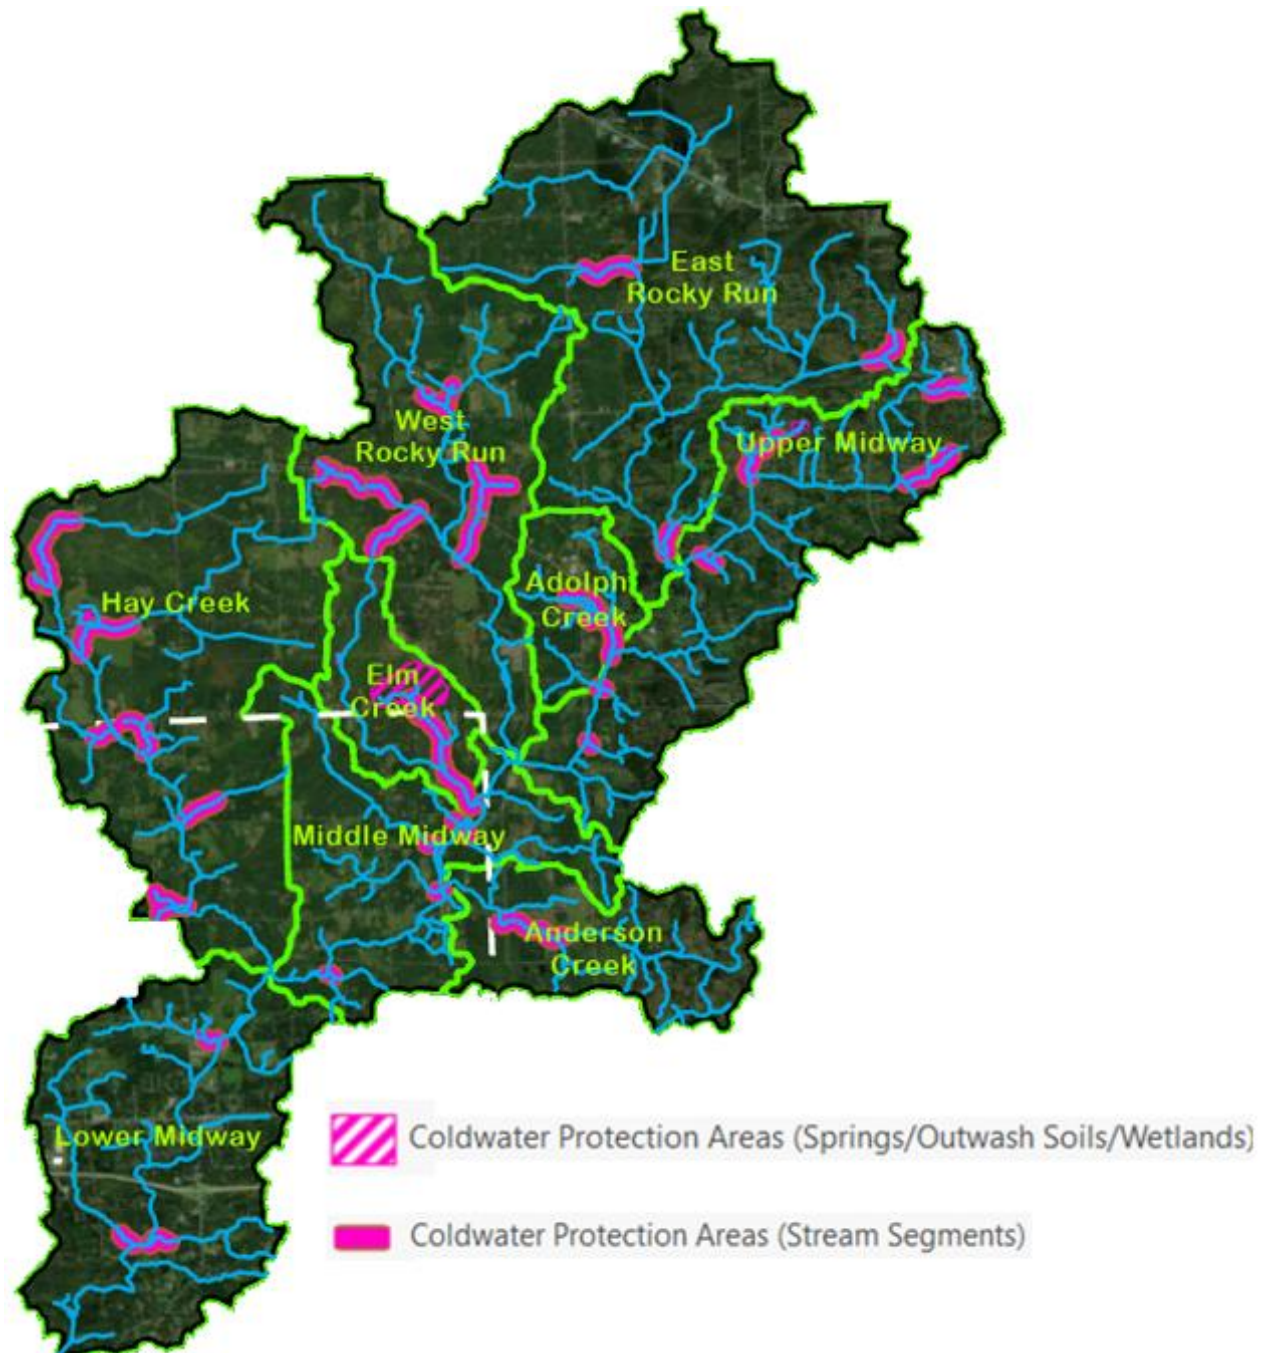 East
Rocky Run
West
Rocky Run
Upper Midway
Adolph
Creek
Hay Creek
Elm
Creek
Middle Midway
Anderson
Creek
Lower Midway
Coldwater Protection Areas (Springs/Outwash Soils/Wetlands)
Coldwater Protection Areas (Stream Segments)